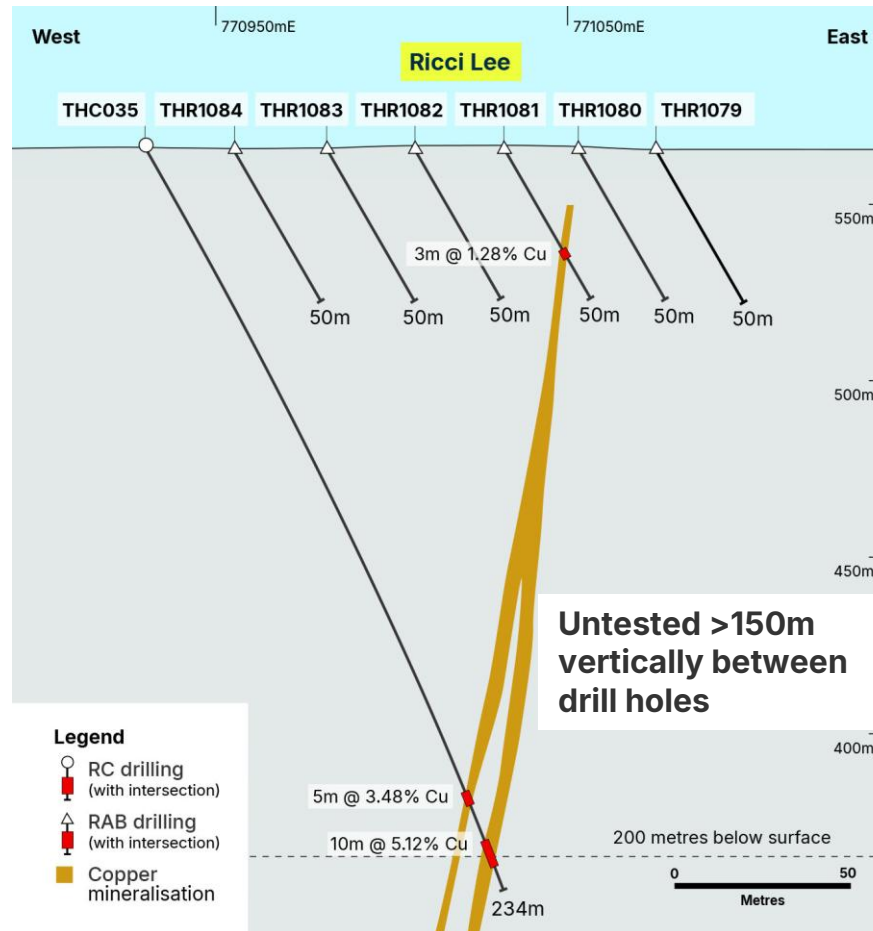 770950mE
771050mE
West
East
Ricci Lee
THC035
THR1084
THR1083
THR1082
THR1081
THR1080
THR1079
550m
3m @ 1.28% Cu
50m
50m
50m
50m
50m
50m
500m
450m
Untested >150m
vertically between
drill holes
400m
Legend
RC drilling
(with intersection)
RAB drilling
(with intersection)
Copper
mineralisation
5m @ 3.48% Cu
10m @ 5.12% Cu
200 metres below surface
234m
0
50
Metres